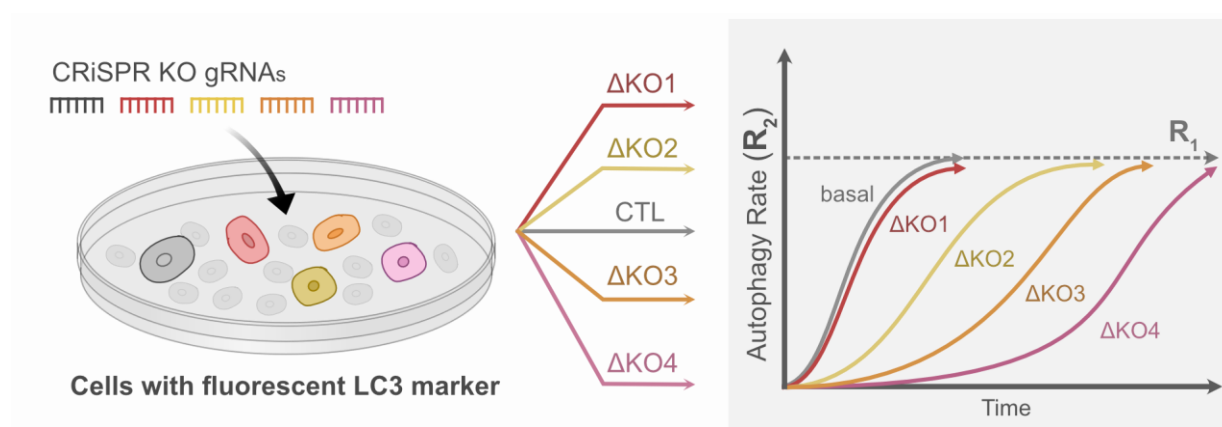 CRiSPR KO gRNAs
Cells with fluorescent LC3 marker
ΔKO1
ΔKO2
CTL
ΔKO3
ΔKO4
Autophagy Rate (R₂)
R₁
basal
ΔKO1
ΔKO2
ΔKO3
ΔKO4
Time